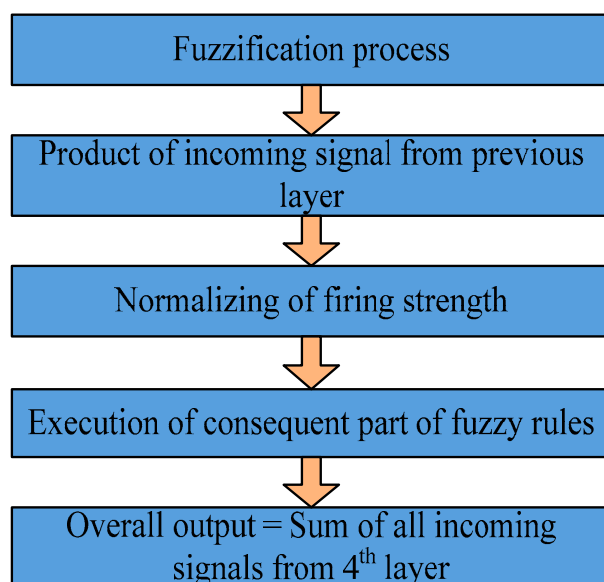 Fuzzification process
Product of incoming signal from previous
layer
Normalizing of firing strength
Execution of consequent part of fuzzy rules
Overall output = Sum of all incoming
signals from 4th layer